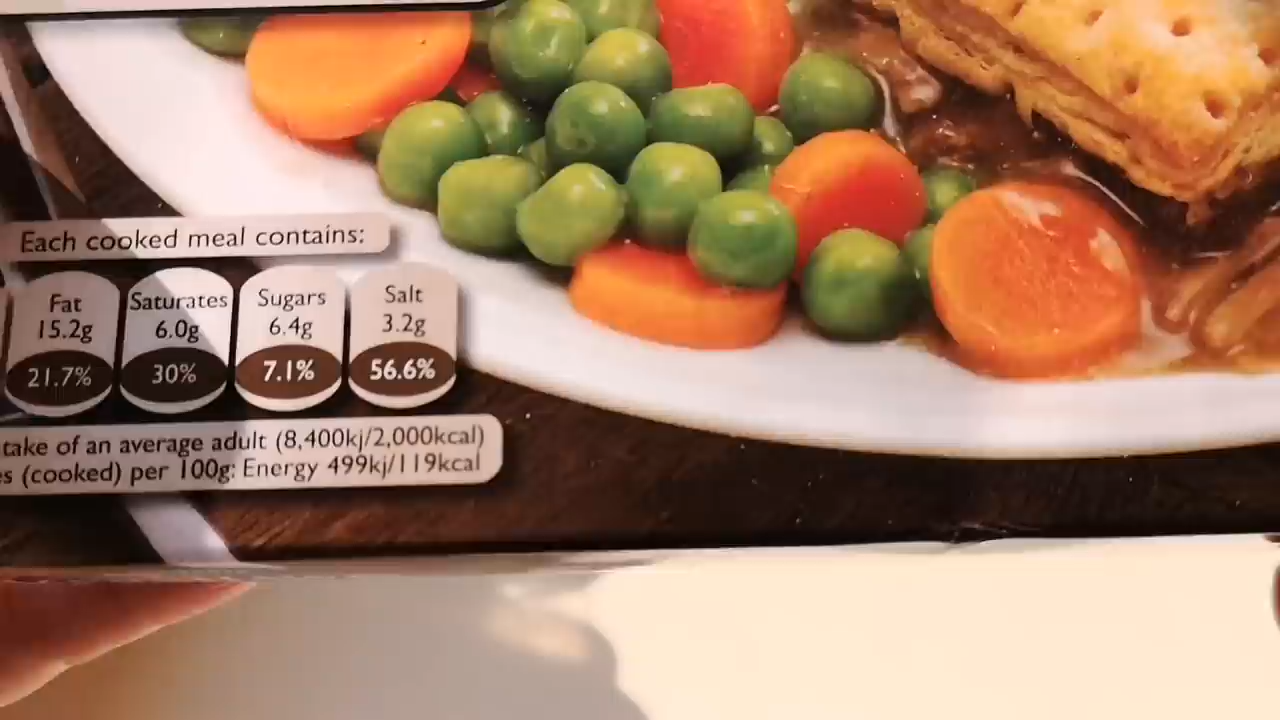 Each cooked meal contains:
Fat
15.2g
21.7%
Saturates
6.0g
30%
Sugars
6.4g
7.1%
Salt
3.2g
56.6%
take of an average adult (8,400kj/2,000kcal)
s (cooked) per 100g: Energy 499kj/119kcal